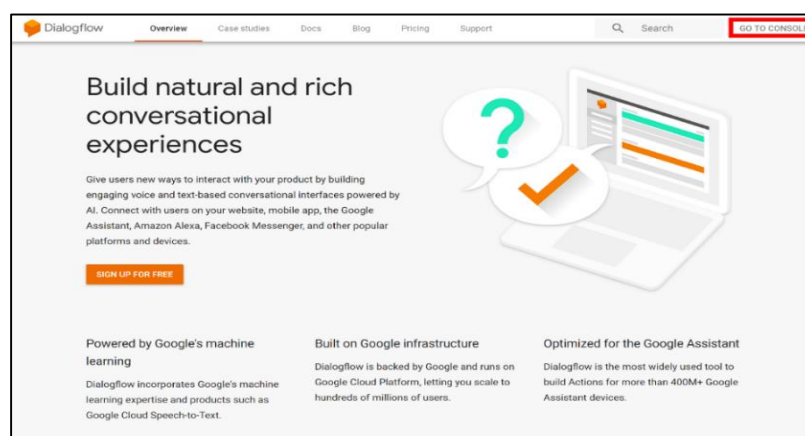 Dialogflow Overview Case studies Docs Blog Pricing Support Search GO TO CONSOLE
Build natural and rich
conversational
experiences
Give users new ways to interact with your product by building
engaging voice and text-based conversational interfaces powered by
AI. Connect with users on your website, mobile app, the Google
Assistant, Amazon Alexa, Facebook Messenger, and other popular
platforms and devices.
SIGN UP FOR FREE
?
Powered by Google's machine
learning
Dialogflow incorporates Google's machine
learning expertise and products such as
Google Cloud Speech-to-Text.
Built on Google infrastructure
Dialogflow is backed by Google and runs on
Google Cloud Platform, letting you scale to
hundreds of millions of users.
Optimized for the Google Assistant
Dialogflow is the most widely used tool to
build Actions for more than 400M+ Google
Assistant devices.